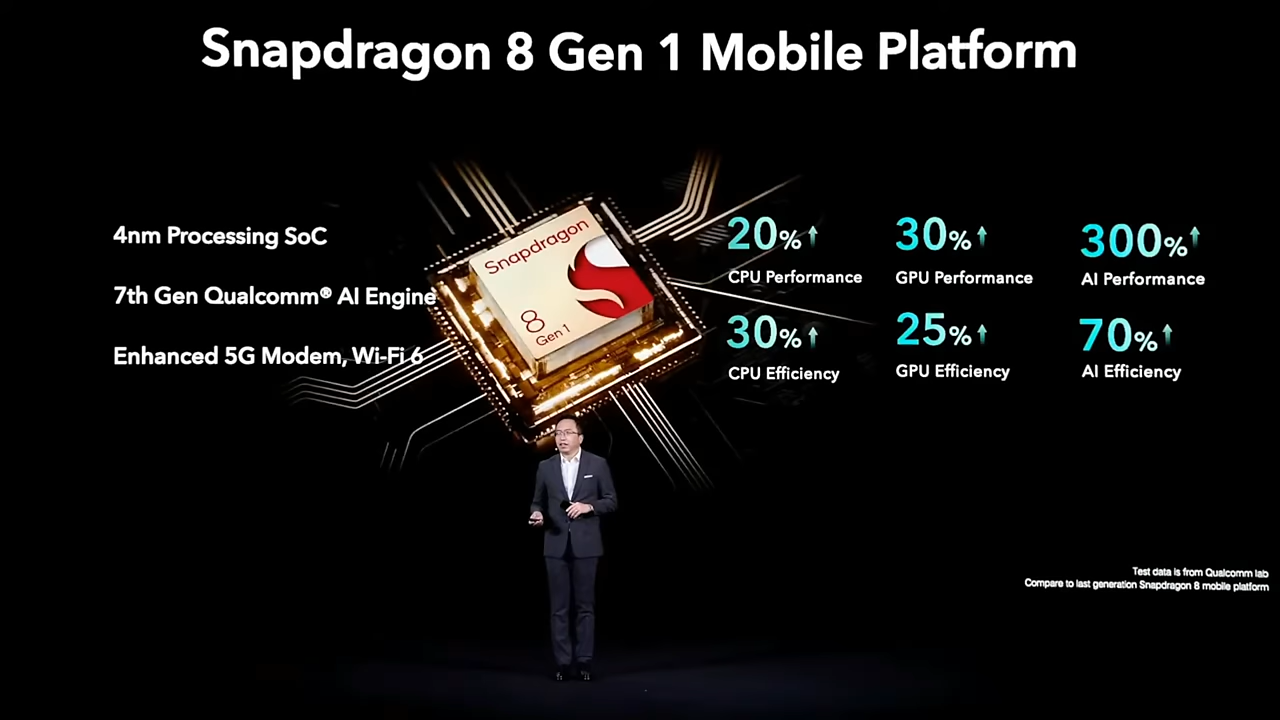 Snapdragon 8 Gen 1 Mobile Platform
4nm Processing SoC
7th Gen Qualcomm® AI Engine
Enhanced 5G Modem, Wi-Fi 6
Snapdragon
8
Gen 1
20%↑
CPU Performance
30%↑
GPU Performance
300%↑
AI Performance
30%↑
CPU Efficiency
25%↑
GPU Efficiency
70%↑
AI Efficiency
Test data is from Qualcomm lab
Compare to last generation Snapdragon 8 mobile platform